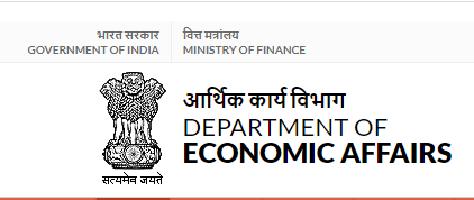 भारत सरकार
GOVERNMENT OF INDIA
वित्त मंत्रालय
MINISTRY OF FINANCE
आर्थिक कार्य विभाग
DEPARTMENT OF
ECONOMIC AFFAIRS
सत्यमेव जयते